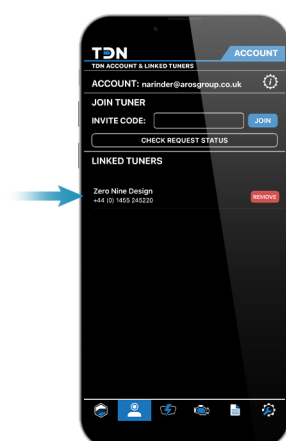 TDN
ACCOUNT
TDN ACCOUNT & LINKED TUNERS
ACCOUNT: narinder@arosgroup.co.uk
JOIN TUNER
INVITE CODE:
JOIN
CHECK REQUEST STATUS
LINKED TUNERS
Zero Nine Design
+44 (0) 1455 245220
REMOVE